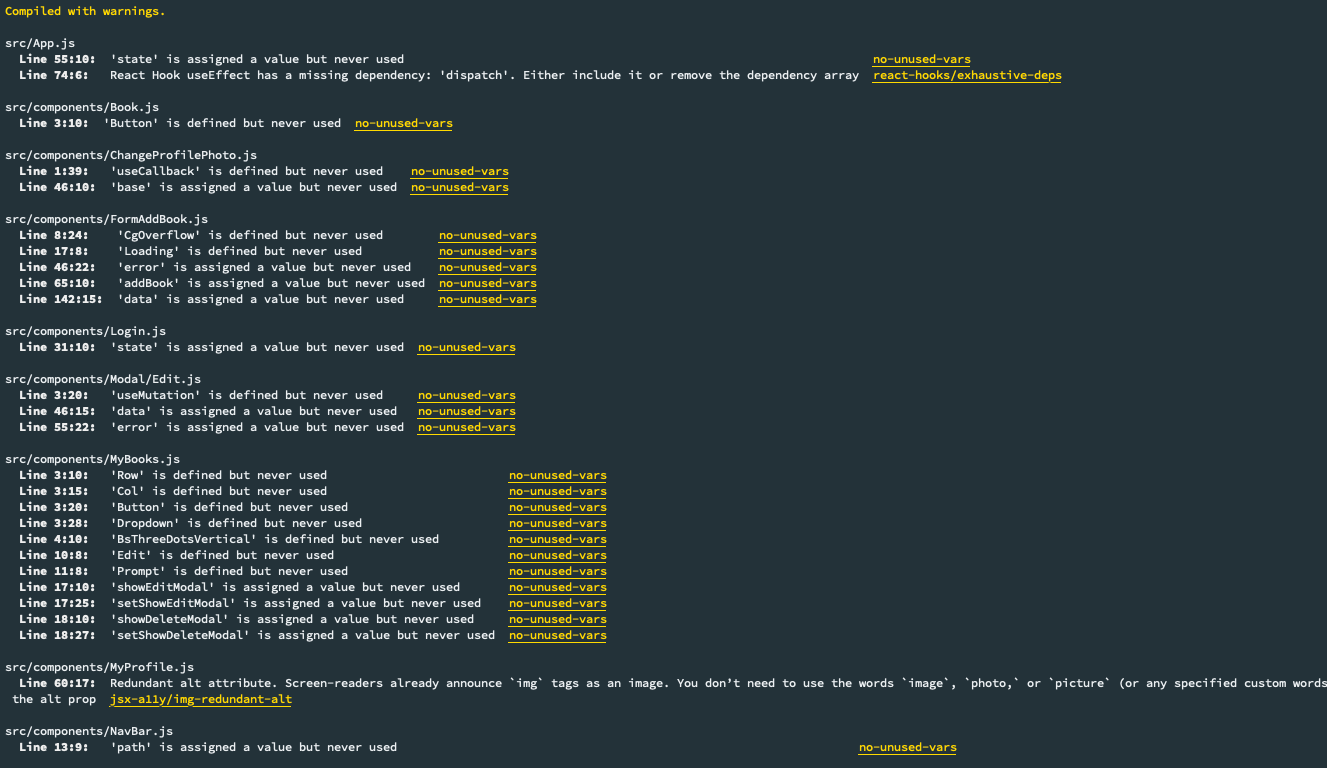 Compiled with warnings.
src/App.js
Line 55:10: 'state' is assigned a value but never used no-unused-vars
Line 74:6: React Hook useEffect has a missing dependency: 'dispatch'. Either include it or remove the dependency array react-hooks/exhaustive-deps
src/components/Book.js
Line 3:10: 'Button' is defined but never used no-unused-vars
src/components/ChangeProfilePhoto.js
Line 1:39: 'useCallback' is defined but never used no-unused-vars
Line 46:10: 'base' is assigned a value but never used no-unused-vars
src/components/FormAddBook.js
Line 8:24: 'CgOverflow' is defined but never used no-unused-vars
Line 17:8: 'Loading' is defined but never used no-unused-vars
Line 46:22: 'error' is assigned a value but never used no-unused-vars
Line 65:10: 'addBook' is assigned a value but never used no-unused-vars
Line 142:15: 'data' is assigned a value but never used no-unused-vars
src/components/Login.js
Line 31:10: 'state' is assigned a value but never used no-unused-vars
src/components/Modal/Edit.js
Line 3:20: 'useMutation' is defined but never used no-unused-vars
Line 46:15: 'data' is assigned a value but never used no-unused-vars
Line 55:22: 'error' is assigned a value but never used no-unused-vars
src/components/MyBooks.js
Line 3:10: 'Row' is defined but never used no-unused-vars
Line 3:15: 'Col' is defined but never used no-unused-vars
Line 3:20: 'Button' is defined but never used no-unused-vars
Line 3:28: 'Dropdown' is defined but never used no-unused-vars
Line 4:10: 'BsThreeDotsVertical' is defined but never used no-unused-vars
Line 10:8: 'Edit' is defined but never used no-unused-vars
Line 11:8: 'Prompt' is defined but never used no-unused-vars
Line 17:10: 'showEditModal' is assigned a value but never used no-unused-vars
Line 17:25: 'setShowEditModal' is assigned a value but never used no-unused-vars
Line 18:10: 'showDeleteModal' is assigned a value but never used no-unused-vars
Line 18:27: 'setShowDeleteModal' is assigned a value but never used no-unused-vars
src/components/MyProfile.js
Line 60:17: Redundant alt attribute. Screen-readers already announce `img` tags as an image. You don’t need to use the words `image`, `photo,` or `picture` (or any specified custom words
the alt prop jsx-a11y/img-redundant-alt
src/components/NavBar.js
Line 13:9: 'path' is assigned a value but never used no-unused-vars